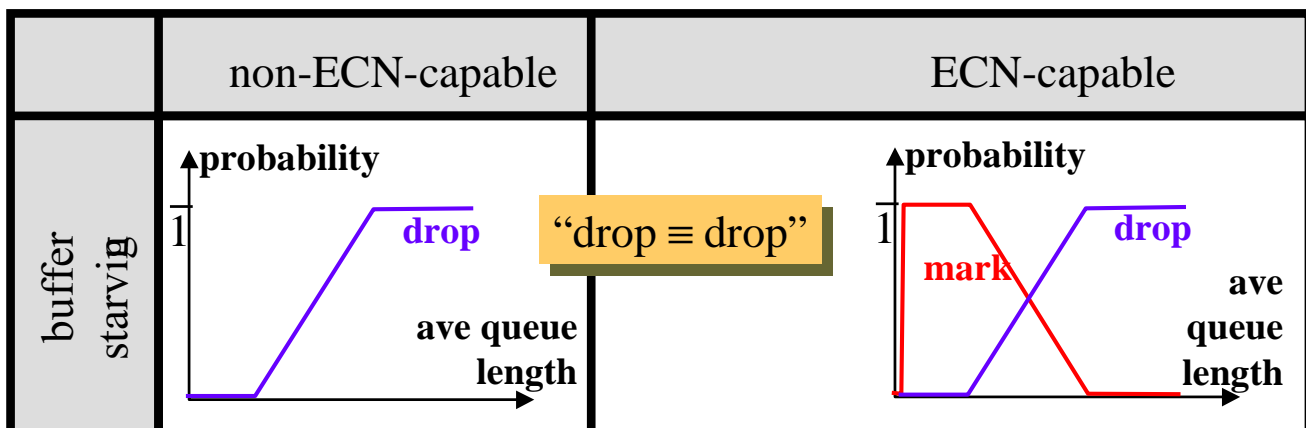 non-ECN-capable
ECN-capable
buffer
starving
probability
1
drop
ave queue
length
“drop ≡ drop”
probability
1
mark
drop
ave
queue
length